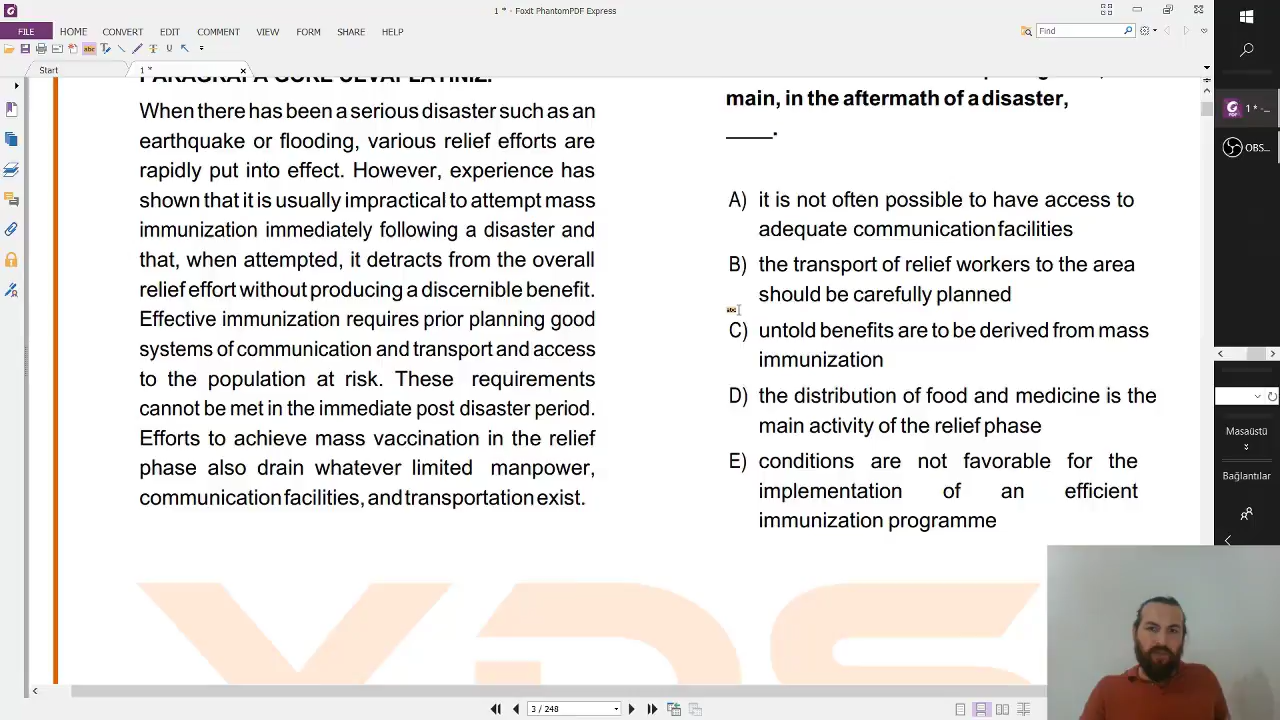 1 * - Foxit PhantomPDF Express
FILE HOME CONVERT EDIT COMMENT VIEW FORM SHARE HELP
Find
abc
Start
1 *
PARAGRAFA GÖRE CEVAPLAYINIZ.
When there has been a serious disaster such as an
earthquake or flooding, various relief efforts are
rapidly put into effect. However, experience has
shown that it is usually impractical to attempt mass
immunization immediately following a disaster and
that, when attempted, it detracts from the overall
relief effort without producing a discernible benefit.
Effective immunization requires prior planning good
systems of communication and transport and access
to the population at risk. These requirements
cannot be met in the immediate post disaster period.
Efforts to achieve mass vaccination in the relief
phase also drain whatever limited manpower,
communication facilities, and transportation exist.
main, in the aftermath of a disaster,
____.
A) it is not often possible to have access to
adequate communication facilities
B) the transport of relief workers to the area
should be carefully planned
C) untold benefits are to be derived from mass
immunization
D) the distribution of food and medicine is the
main activity of the relief phase
E) conditions are not favorable for the
implementation of an efficient
immunization programme
YDS
3 / 248
1 * -...
OBS...
Masaüstü
Bağlantılar